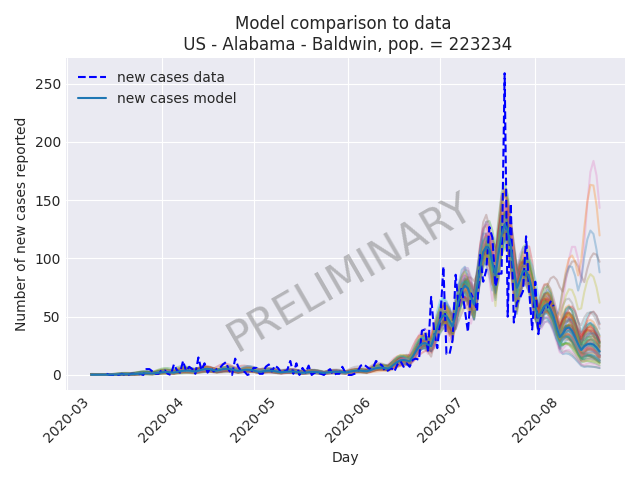 Model comparison to data
US - Alabama - Baldwin, pop. = 223234
new cases data
new cases model
PRELIMINARY
Number of new cases reported
250
200
150
100
50
0
2020-03
2020-04
2020-05
2020-06
2020-07
2020-08
Day